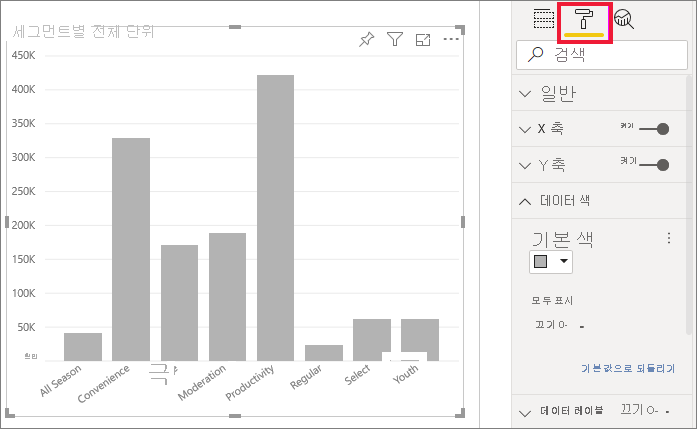 세그먼트별 전체 단위
450K
400K
350K
300K
250K
200K
150K
100K
50K
All Season
Convenience
극
Moderation
Productivity
Regular
Select
Youth
검색
일반
X 축 켜기
Y 축 켜기
데이터 색
기본 색
모두 표시
끄기 O-
기본값으로 되돌리기
데이터 레이블 끄기 O-